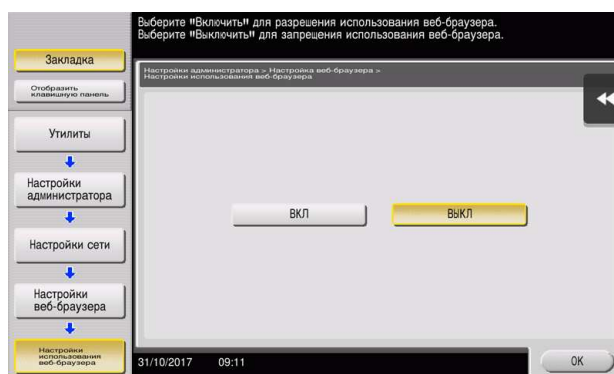 Выберите "Включить" для разрешения использования веб-браузера.
Выберите "Выключить" для запрещения использования веб-браузера.
Закладка
Отобразить
клавишную панель
Настройки администратора > Настройка веб-браузера >
Настройки использования веб-браузера
Утилиты
Настройки
администратора
Настройки сети
Настройки
веб-браузера
Настройки
использования
веб-браузера
ВКЛ
ВЫКЛ
31/10/2017 09:11
OK